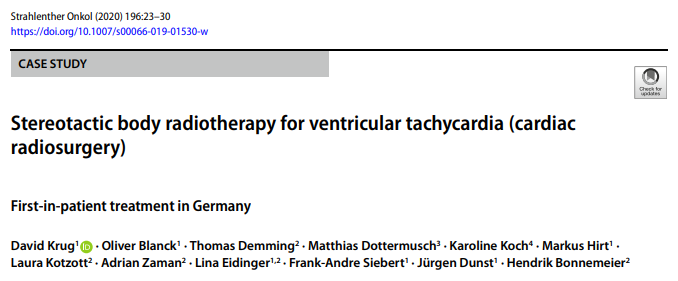 Strahlenther Onkol (2020) 196:23–30
https://doi.org/10.1007/s00066-019-01530-w
CASE STUDY
Check for
updates
Stereotactic body radiotherapy for ventricular tachycardia (cardiac
radiosurgery)
First-in-patient treatment in Germany
David Krug¹ iD · Oliver Blanck¹ · Thomas Demming² · Matthias Dottermusch³ · Karoline Koch⁴ · Markus Hirt¹ ·
Laura Kotzott² · Adrian Zaman² · Lina Eidinger¹,² · Frank-Andre Siebert¹ · Jürgen Dunst¹ · Hendrik Bonnemeier²